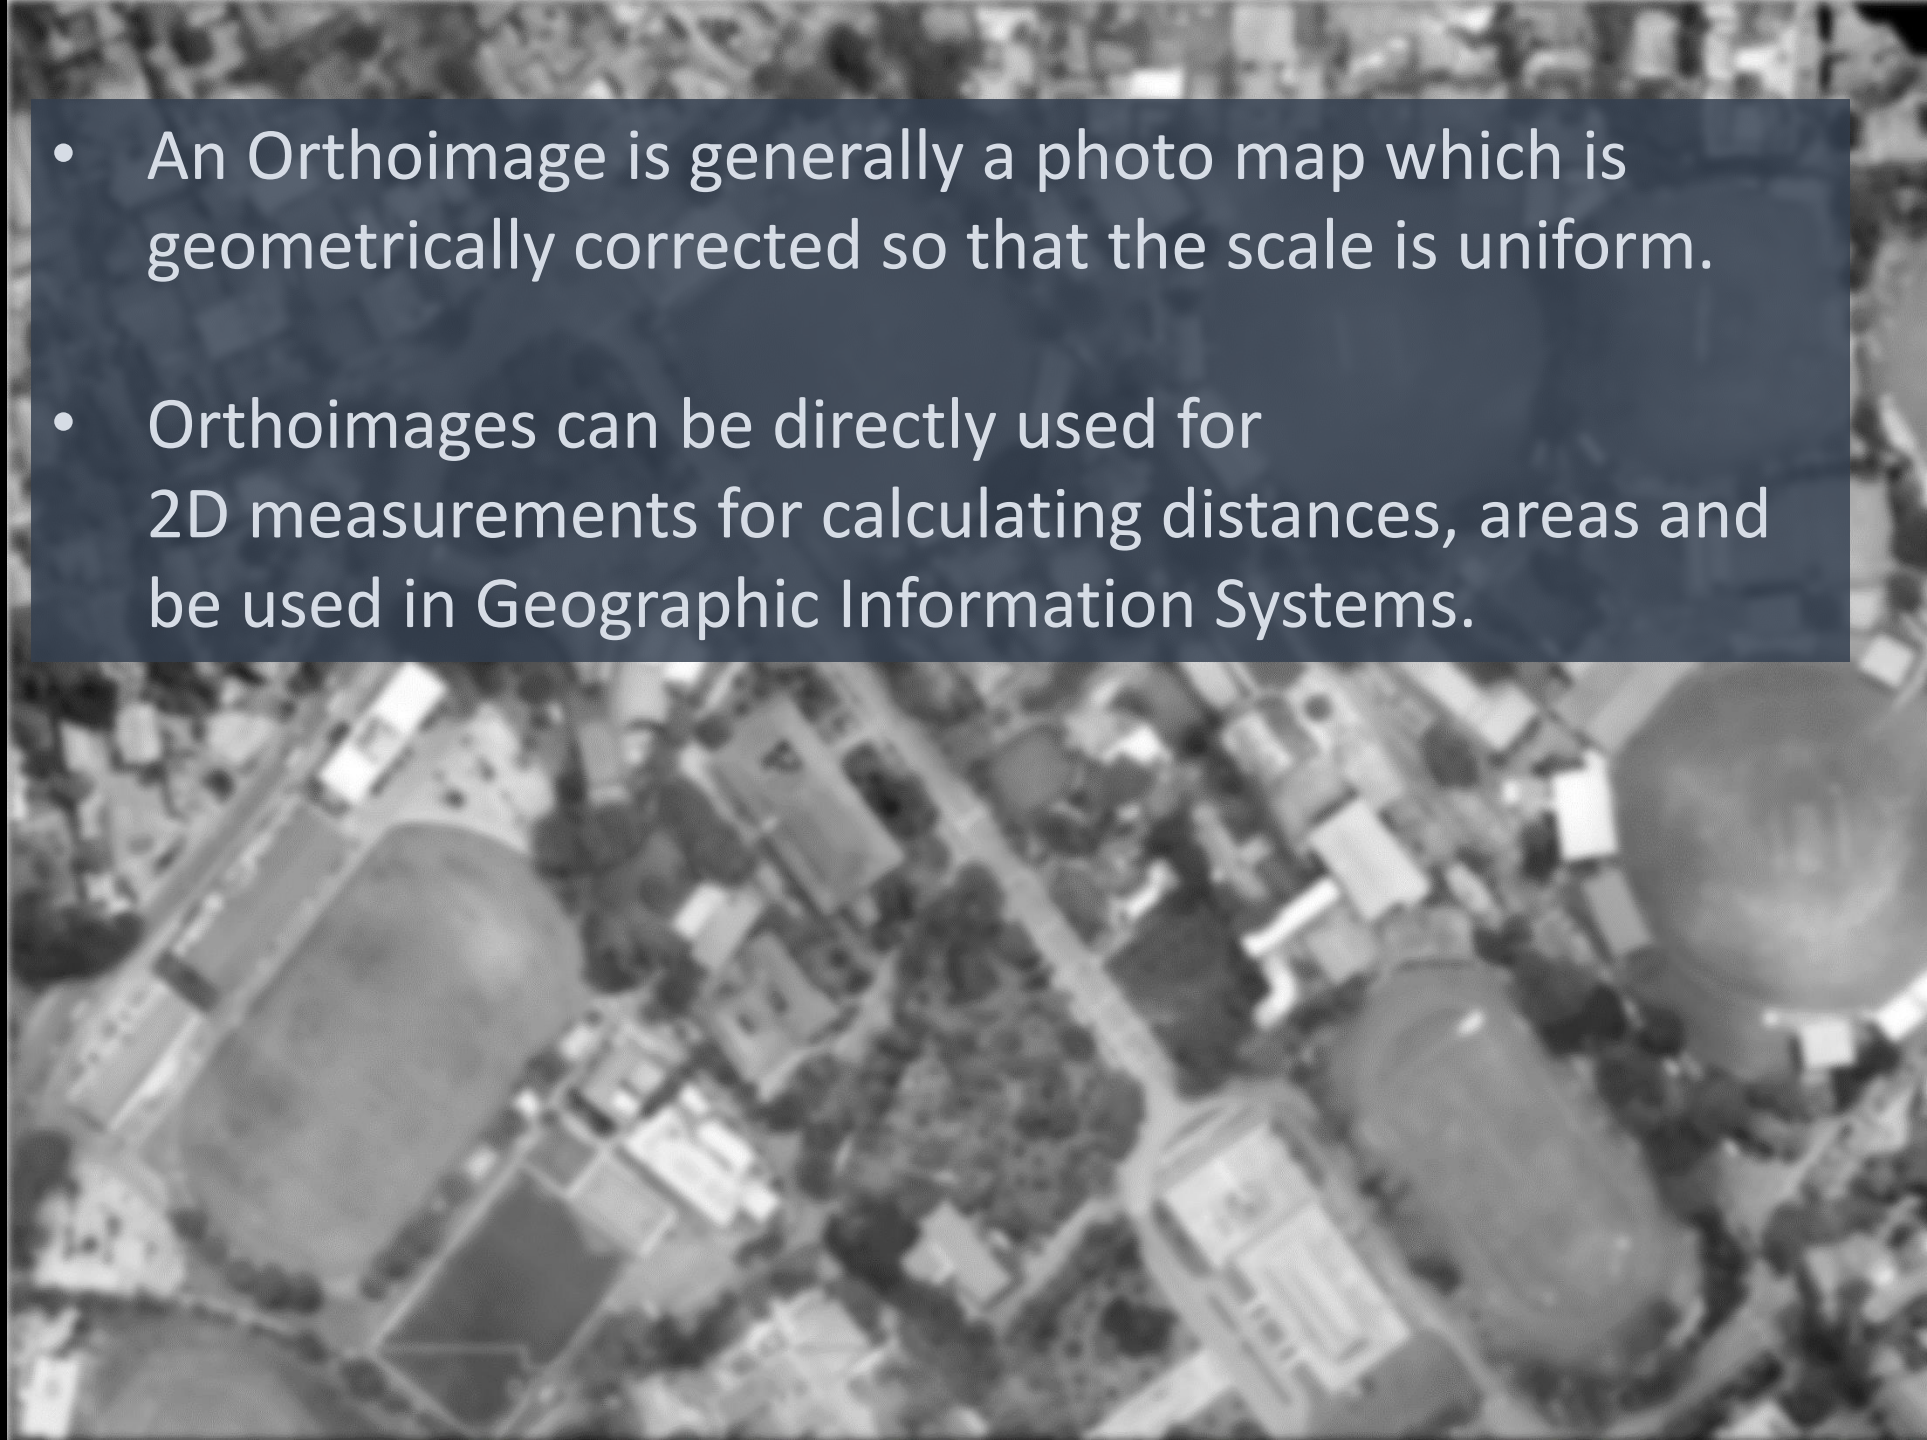 • An Orthoimage is generally a photo map which is
geometrically corrected so that the scale is uniform.
• Orthoimages can be directly used for
2D measurements for calculating distances, areas and
be used in Geographic Information Systems.